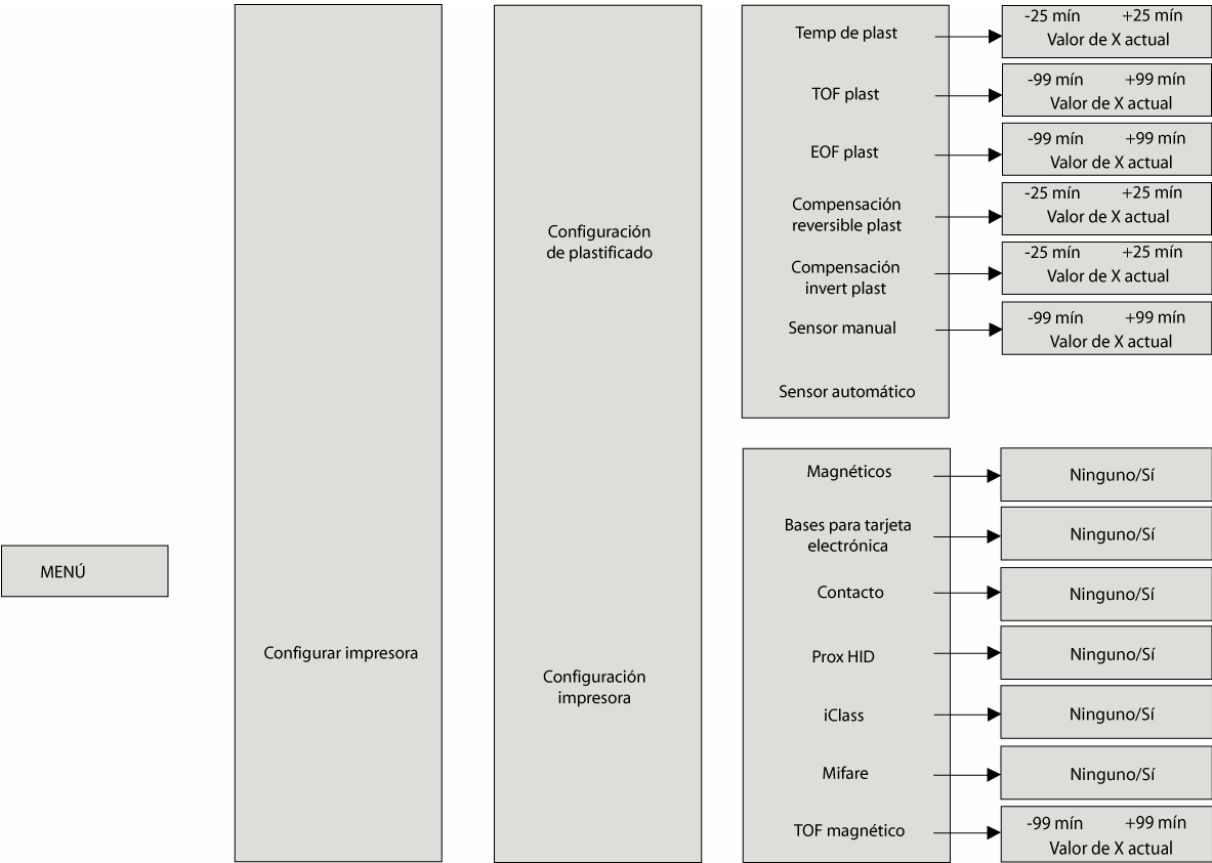 MENÚ
Configurar impresora
Configuración
de plastificado
Configuración
impresora
Temp de plast
-25 mín +25 mín
Valor de X actual
TOF plast
-99 mín +99 mín
Valor de X actual
EOF plast
-99 mín +99 mín
Valor de X actual
Compensación
reversible plast
-25 mín +25 mín
Valor de X actual
Compensación
invert plast
-25 mín +25 mín
Valor de X actual
Sensor manual
-99 mín +99 mín
Valor de X actual
Sensor automático
Magnéticos
Ninguno/Sí
Bases para tarjeta
electrónica
Ninguno/Sí
Contacto
Ninguno/Sí
Prox HID
Ninguno/Sí
iClass
Ninguno/Sí
Mifare
Ninguno/Sí
TOF magnético
-99 mín +99 mín
Valor de X actual